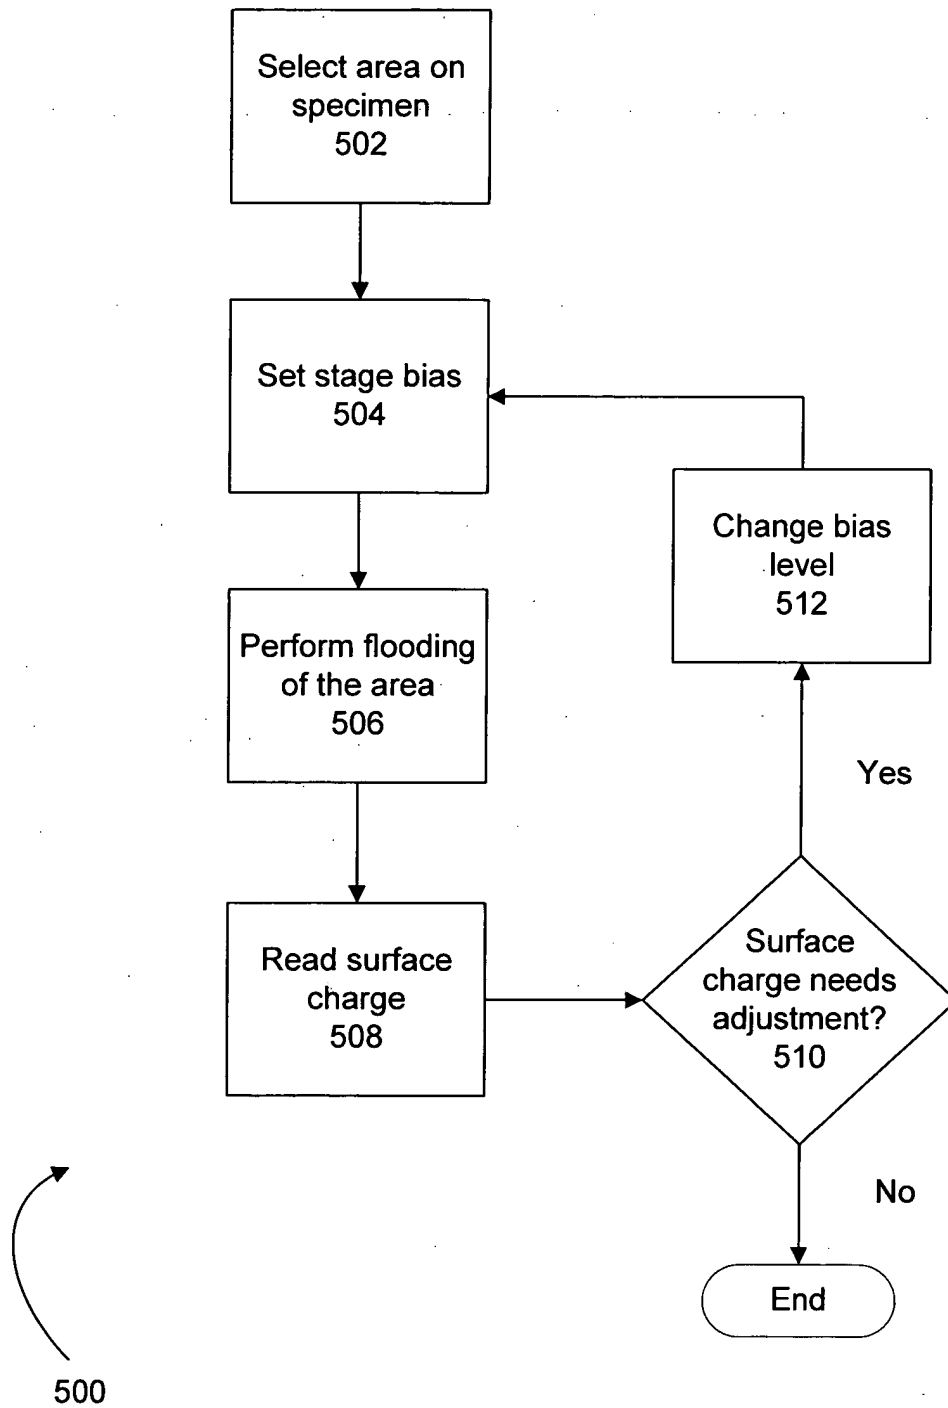 Select area on
specimen
502
Set stage bias
504
Perform flooding
of the area
506
Read surface
charge
508
Surface
charge needs
adjustment?
510
Yes
Change bias
level
512
No
End
500